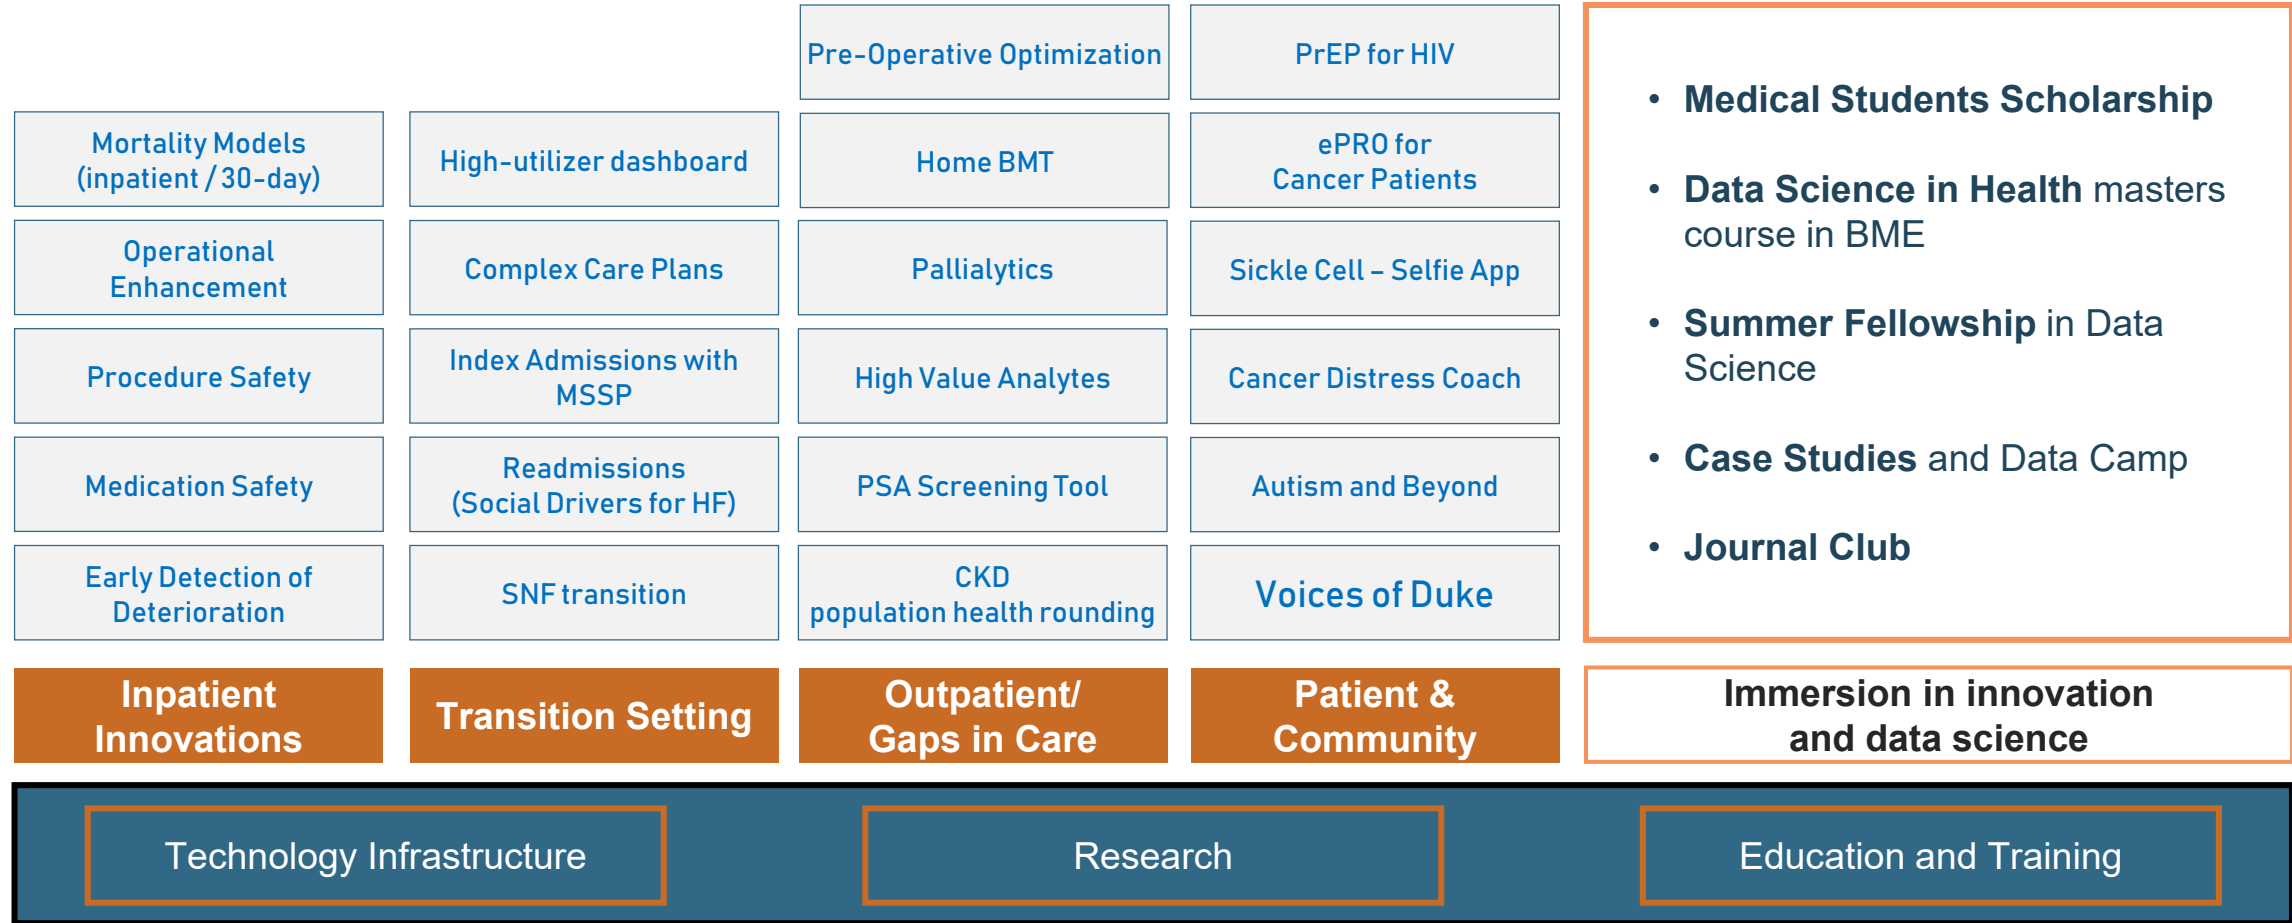 Mortality Models
(inpatient / 30-day)
Operational
Enhancement
Procedure Safety
Medication Safety
Early Detection of
Deterioration
Inpatient
Innovations
High-utilizer dashboard
Complex Care Plans
Index Admissions with
MSSP
Readmissions
(Social Drivers for HF)
SNF transition
Transition Setting
Pre-Operative Optimization
Home BMT
Pallialytics
High Value Analytes
PSA Screening Tool
CKD
population health rounding
Outpatient/
Gaps in Care
PrEP for HIV
ePRO for
Cancer Patients
Sickle Cell – Selfie App
Cancer Distress Coach
Autism and Beyond
Voices of Duke
Patient &
Community
• Medical Students Scholarship
• Data Science in Health masters
course in BME
• Summer Fellowship in Data
Science
• Case Studies and Data Camp
• Journal Club
Immersion in innovation
and data science
Technology Infrastructure
Research
Education and Training